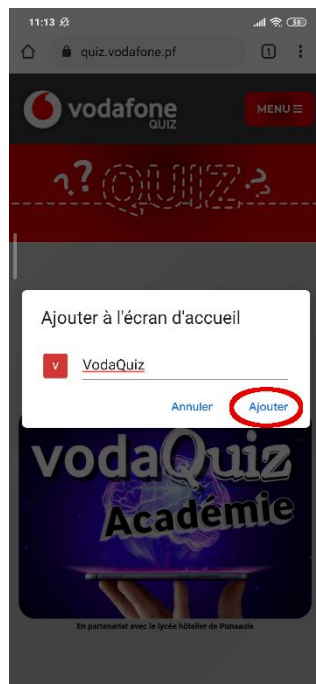 11:13
38
quiz.vodafone.pf
1
vodafone
QUIZ
MENU
?? QUIZ ?
Ajouter à l'écran d'accueil
V
VodaQuiz
Annuler
Ajouter
vodaQuiz
Académie
En partenariat avec le lycée hôtelier de Punaauia